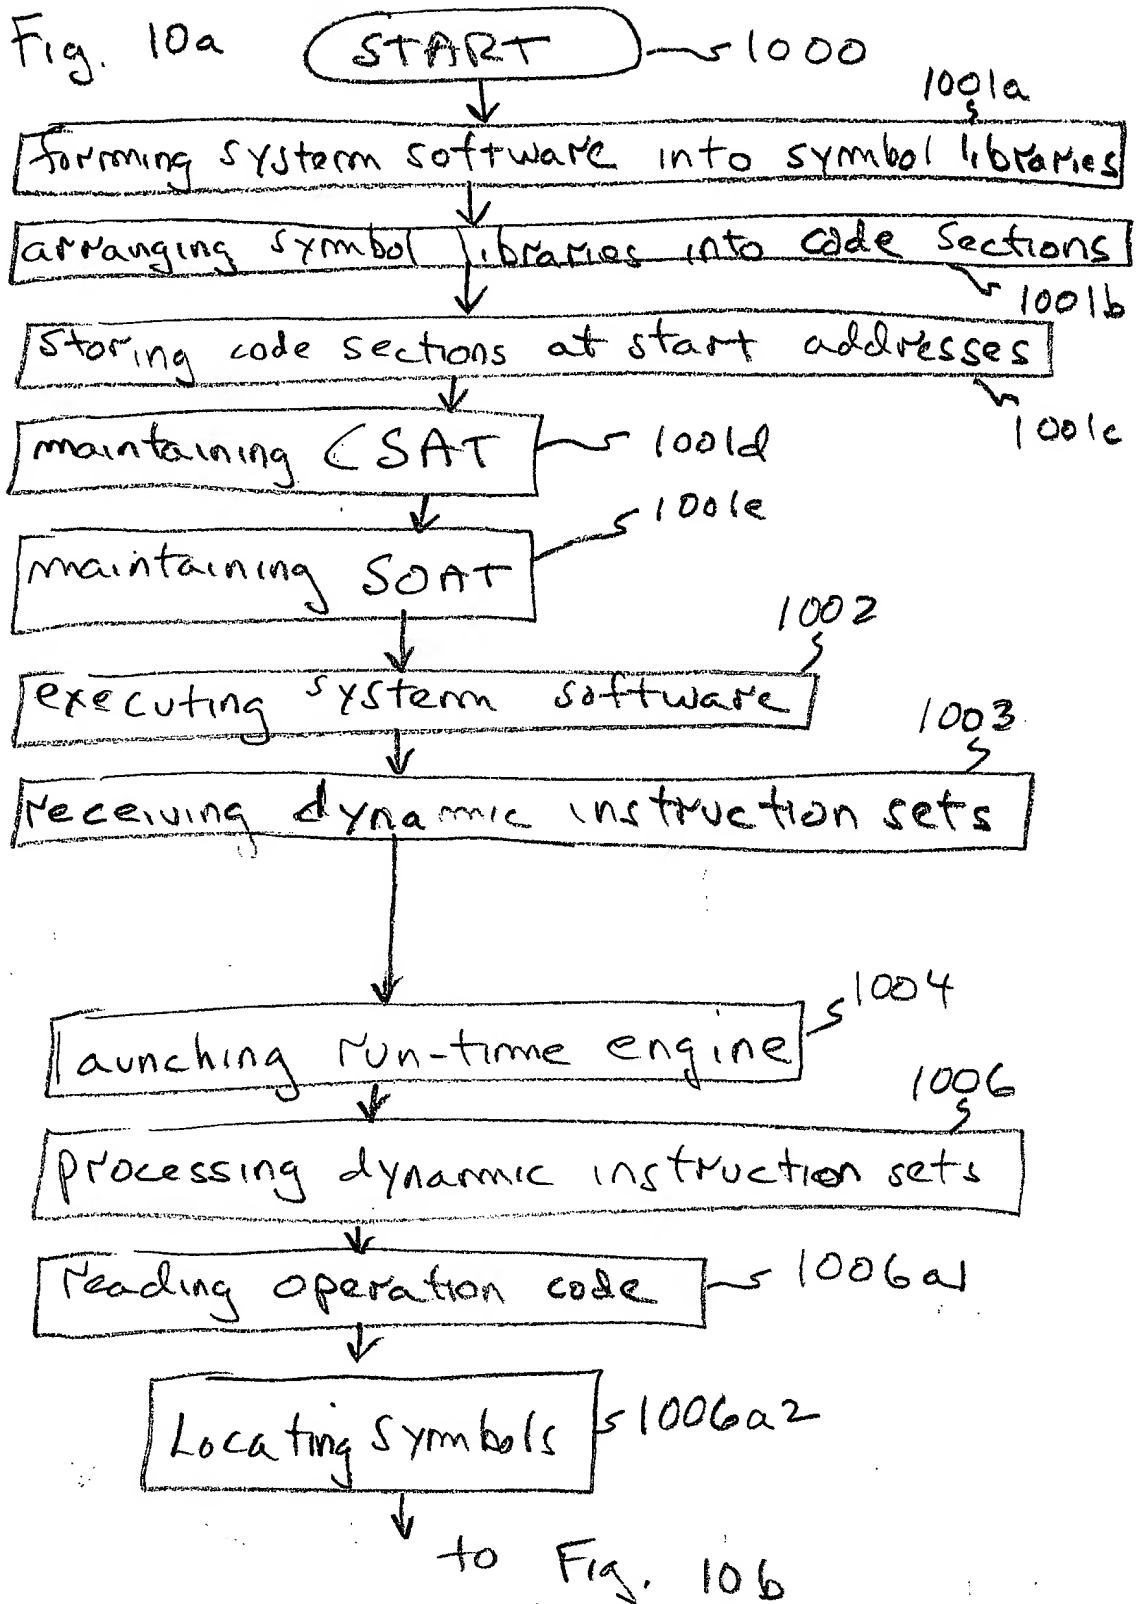 Fig. 10a START 1000
1001a
forming system software into symbol libraries
arranging symbol libraries into code sections
1001b
storing code sections at start addresses
1001c
maintaining CSAT 1001d
1001e
maintaining SOAT
1002
executing system software
1003
receiving dynamic instruction sets
1004
launching run-time engine
1006
processing dynamic instruction sets
reading operation code 1006a1
Locating symbols 1006a2
to Fig. 10b